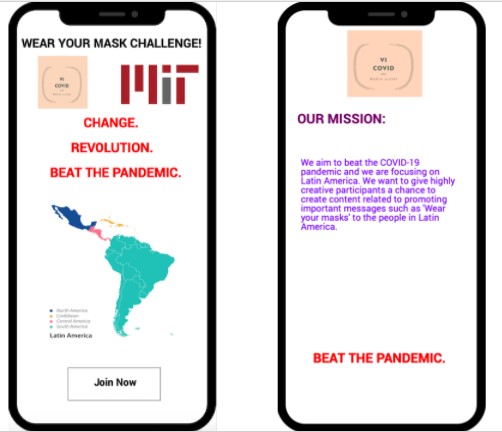 WEAR YOUR MASK CHALLENGE!
VI
COVID
MIT
CHANGE.
REVOLUTION.
BEAT THE PANDEMIC.
North America
Caribbean
Central America
South America
Latin America
Join Now
VI
COVID
OUR MISSION:
We aim to beat the COVID-19
pandemic and we are focusing on
Latin America. We want to give highly
creative participants a chance to
create content related to promoting
important messages such as 'Wear
your masks' to the people in Latin
America.
BEAT THE PANDEMIC.